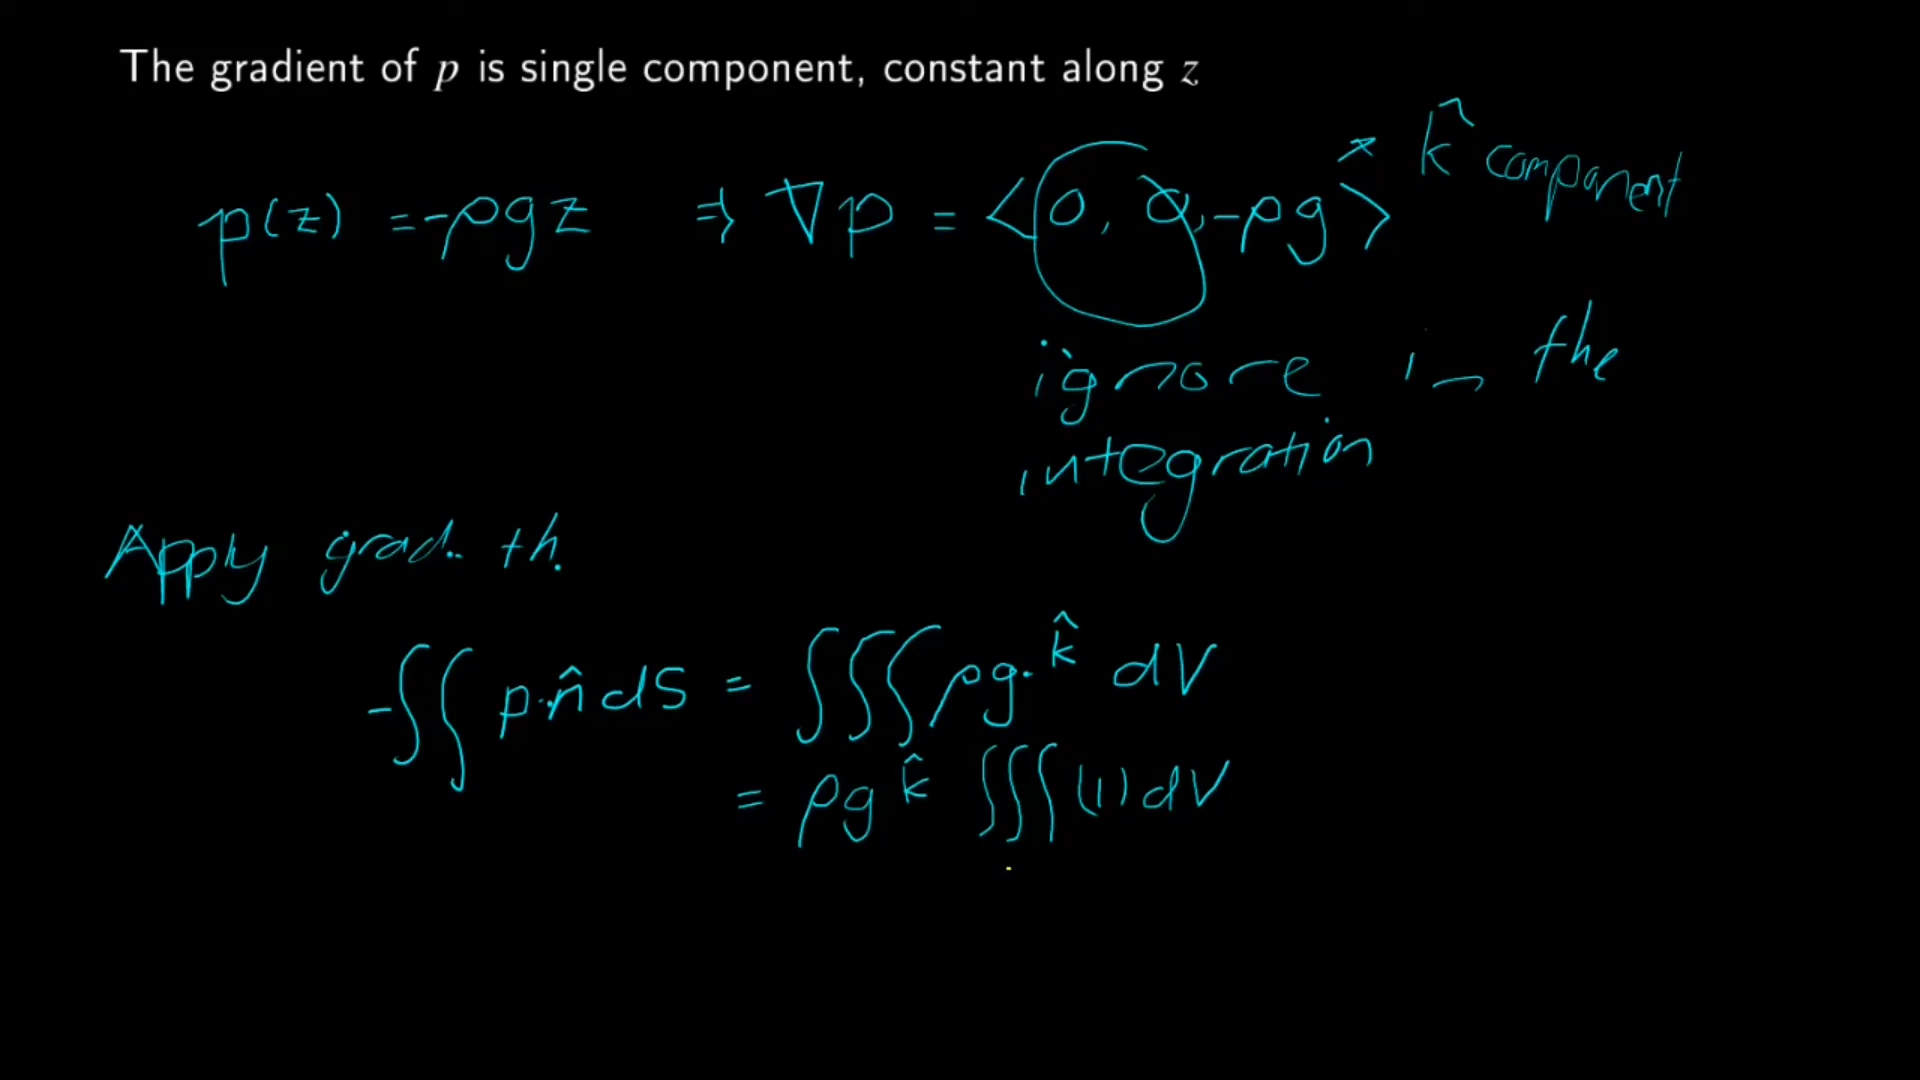 The gradient of p is single component, constant along z
k̂ component
p(z) = -ρgz ⇒ ∇p = <0, 0, -ρg>
ignore in the
integration
Apply grad. th.
-∬ p·n̂ dS = ∭ ρg·k̂ dV
= ρg k̂ ∭ (1) dV